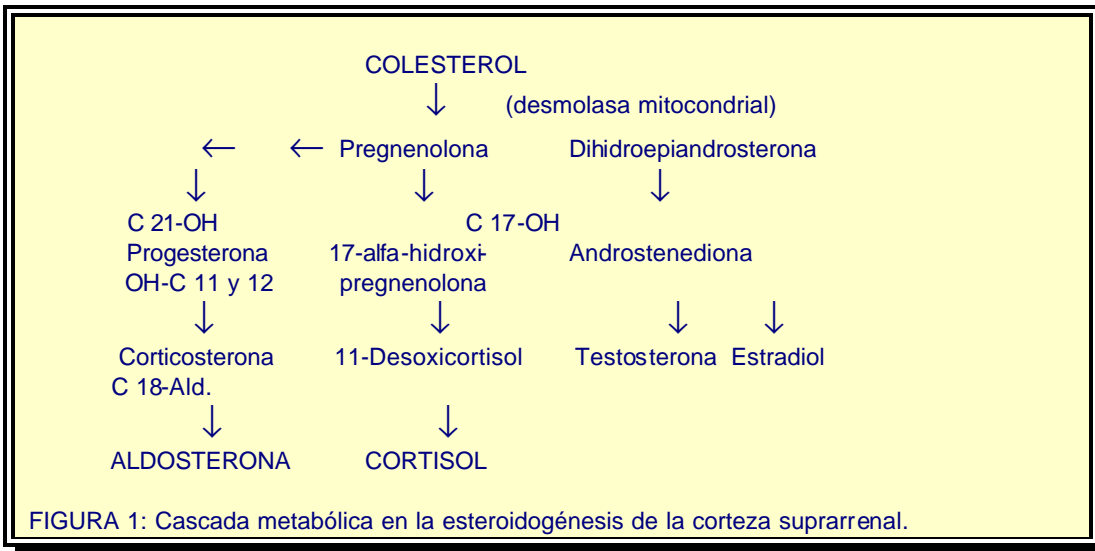 COLESTEROL
↓ (desmolasa mitocondrial)
← ← Pregnenolona Dihidroepiandrosterona
↓ ↓ ↓
C 21-OH C 17-OH
Progesterona 17-alfa-hidroxi- Androstenediona
OH-C 11 y 12 pregnenolona
↓ ↓ ↓ ↓
Corticosterona 11-Desoxicortisol Testosterona Estradiol
C 18-Ald.
↓ ↓
ALDOSTERONA CORTISOL
FIGURA 1: Cascada metabólica en la esteroidogénesis de la corteza suprarrenal.